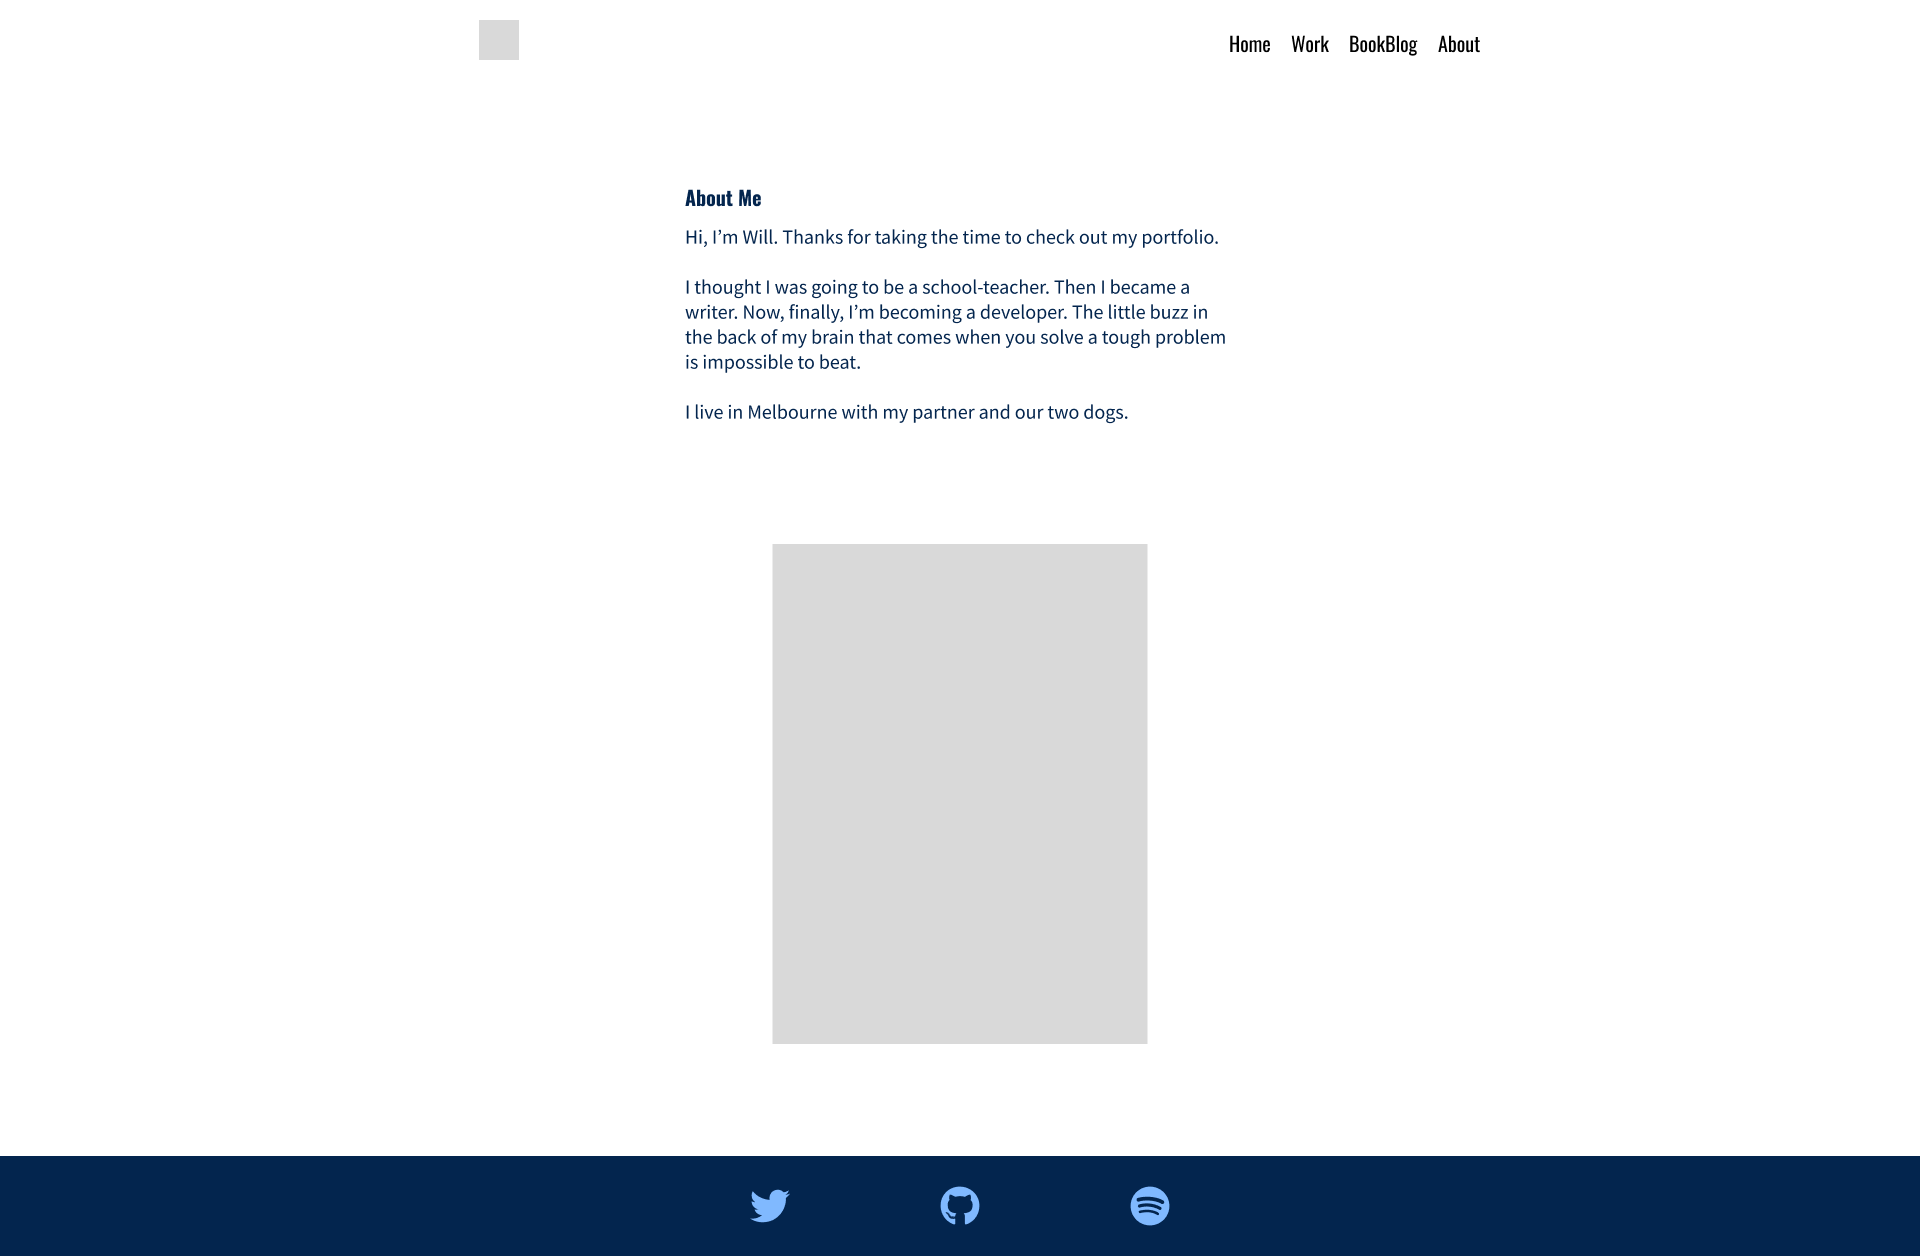 Home Work BookBlog About
About Me
Hi, I’m Will. Thanks for taking the time to check out my portfolio.
I thought I was going to be a school-teacher. Then I became a
writer. Now, finally, I’m becoming a developer. The little buzz in
the back of my brain that comes when you solve a tough problem
is impossible to beat.
I live in Melbourne with my partner and our two dogs.